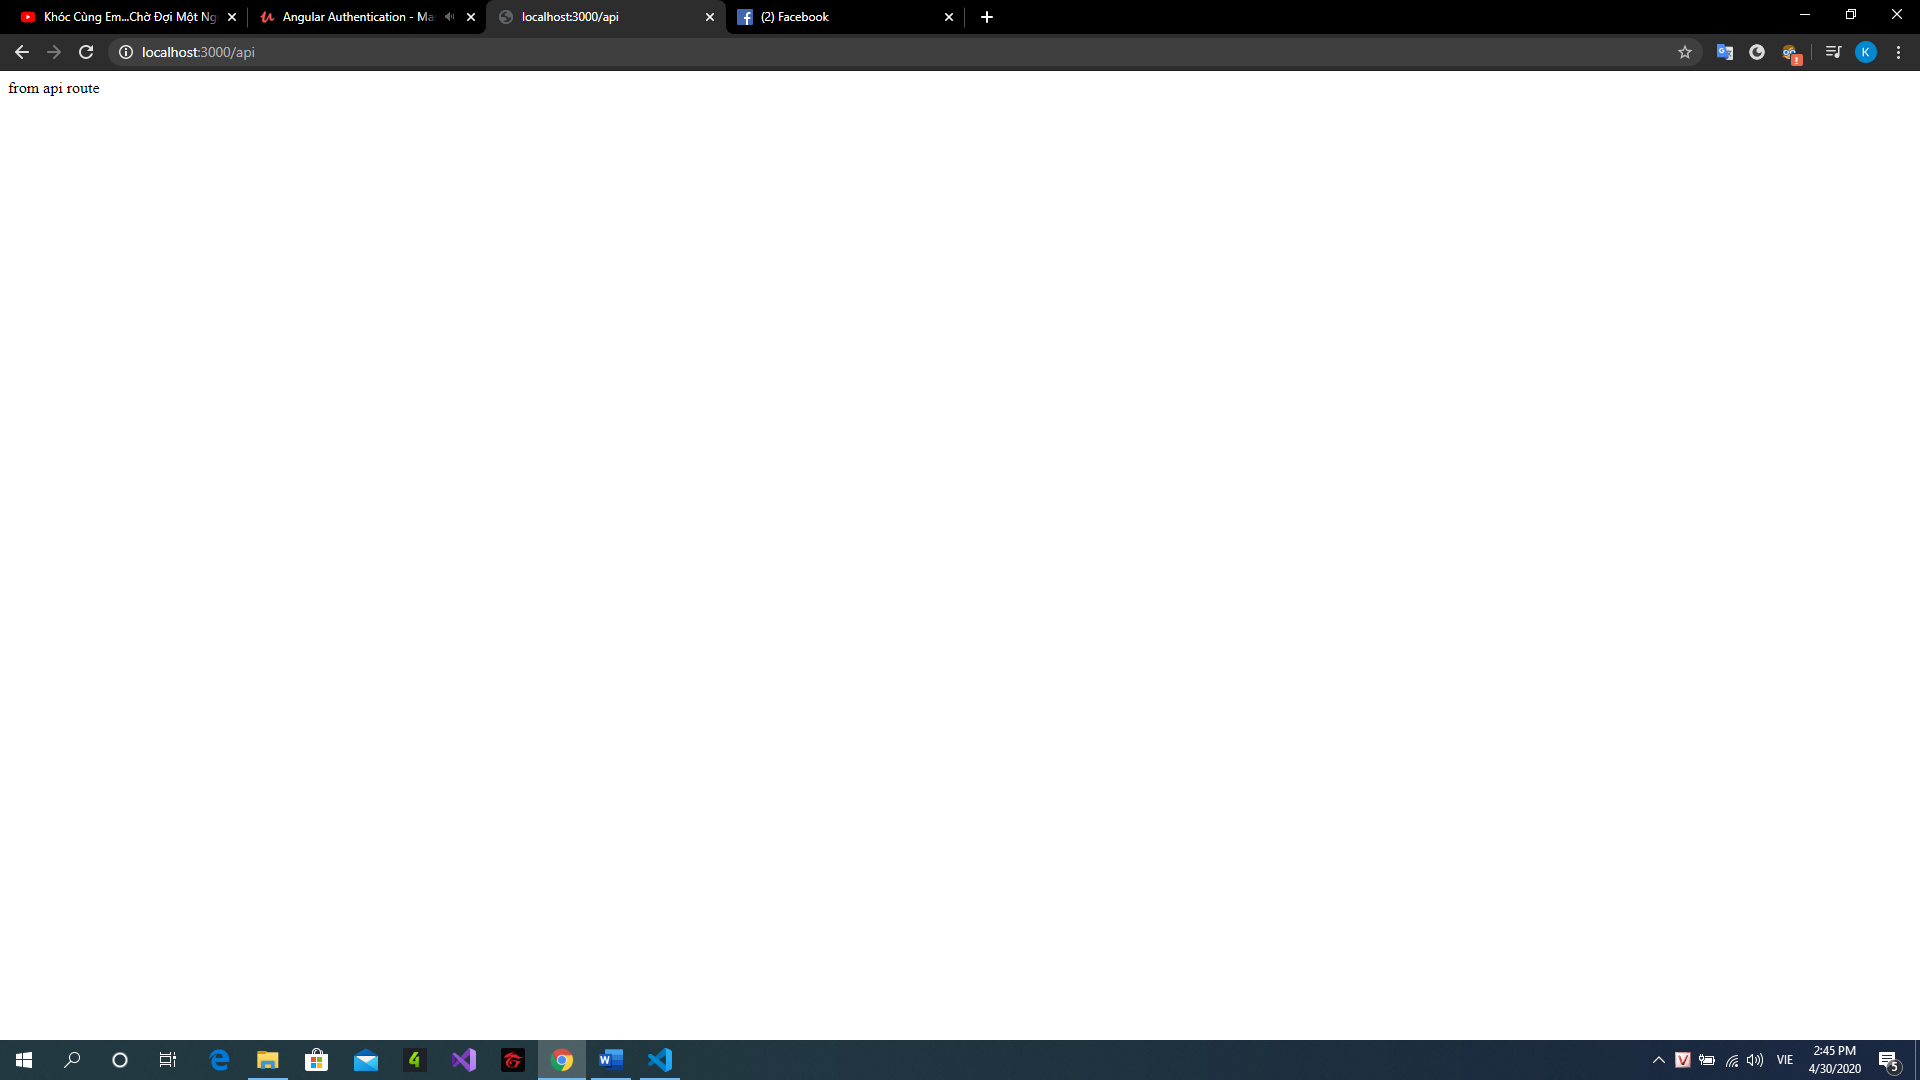 Khóc Cùng Em...Chờ Đợi Một Ng
Angular Authentication - Ma
localhost:3000/api
(2) Facebook
localhost:3000/api
K
from api route
VIE
2:45 PM
4/30/2020
5